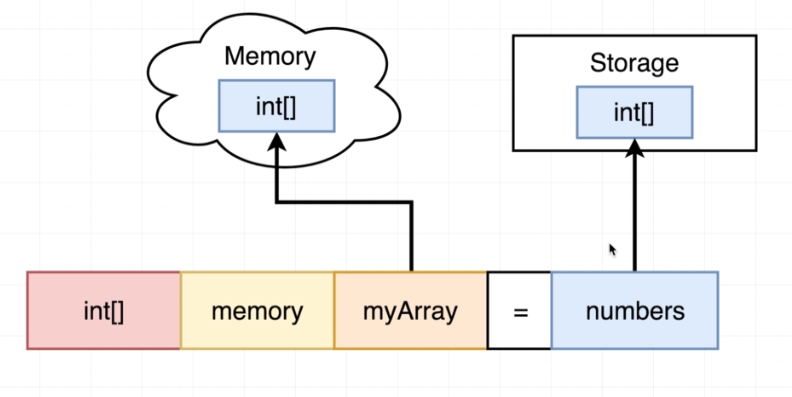 Memory
int[]
Storage
int[]
int[] memory myArray = numbers